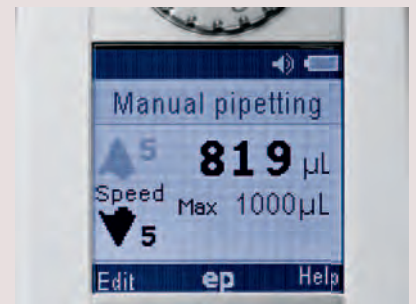 Manual pipetting
5 819 µL
Speed Max 1000µL
5
Edit ep Help